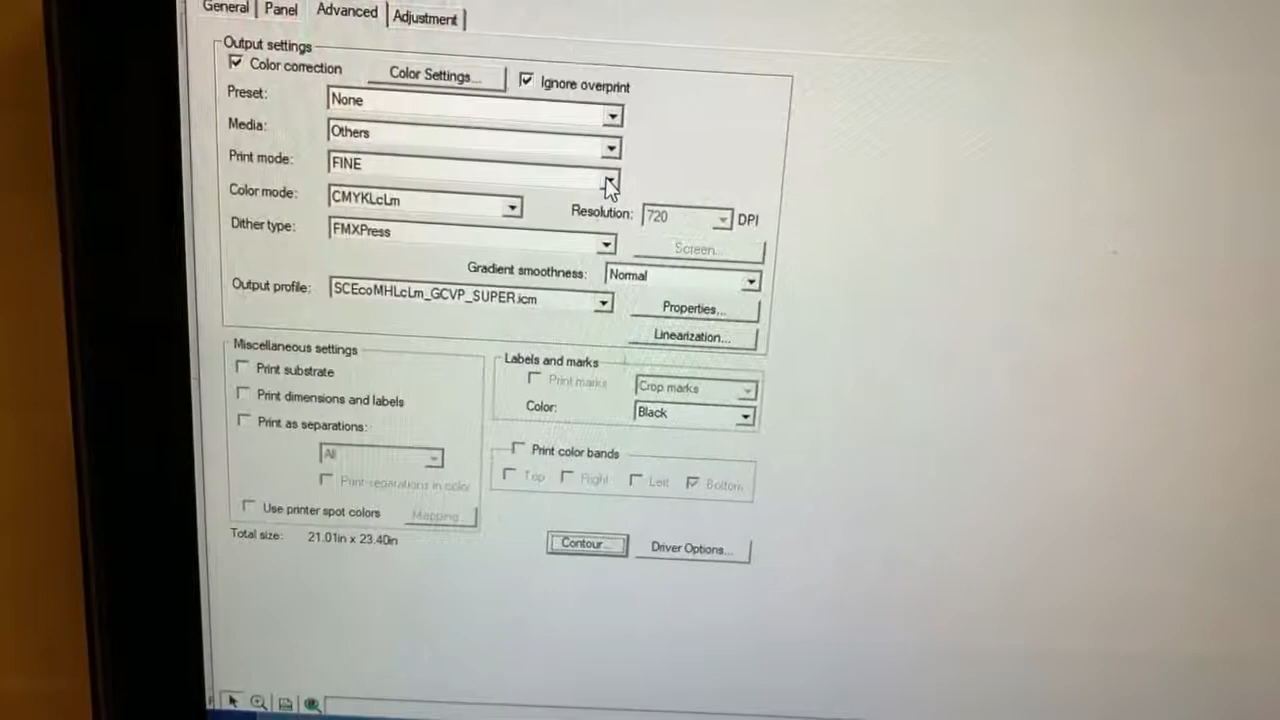 General Panel Advanced Adjustment
Output settings
Color correction Color Settings... Ignore overprint
Preset: None
Media: Others
Print mode: FINE
Color mode: CMYKLcLm Resolution: 720 DPI
Dither type: FMXPress Screen...
Gradient smoothness: Normal
Output profile: SCEcoMHLcLm_GCVP_SUPER.icm Properties...
Linearization...
Miscellaneous settings
Print substrate
Print dimensions and labels
Print as separations:
All
Print separations in color
Use printer spot colors Mapping...
Total size: 21.01in x 23.40in
Labels and marks
Print marks Crop marks
Color: Black
Print color bands
Top Right Left Bottom
Contour... Driver Options...